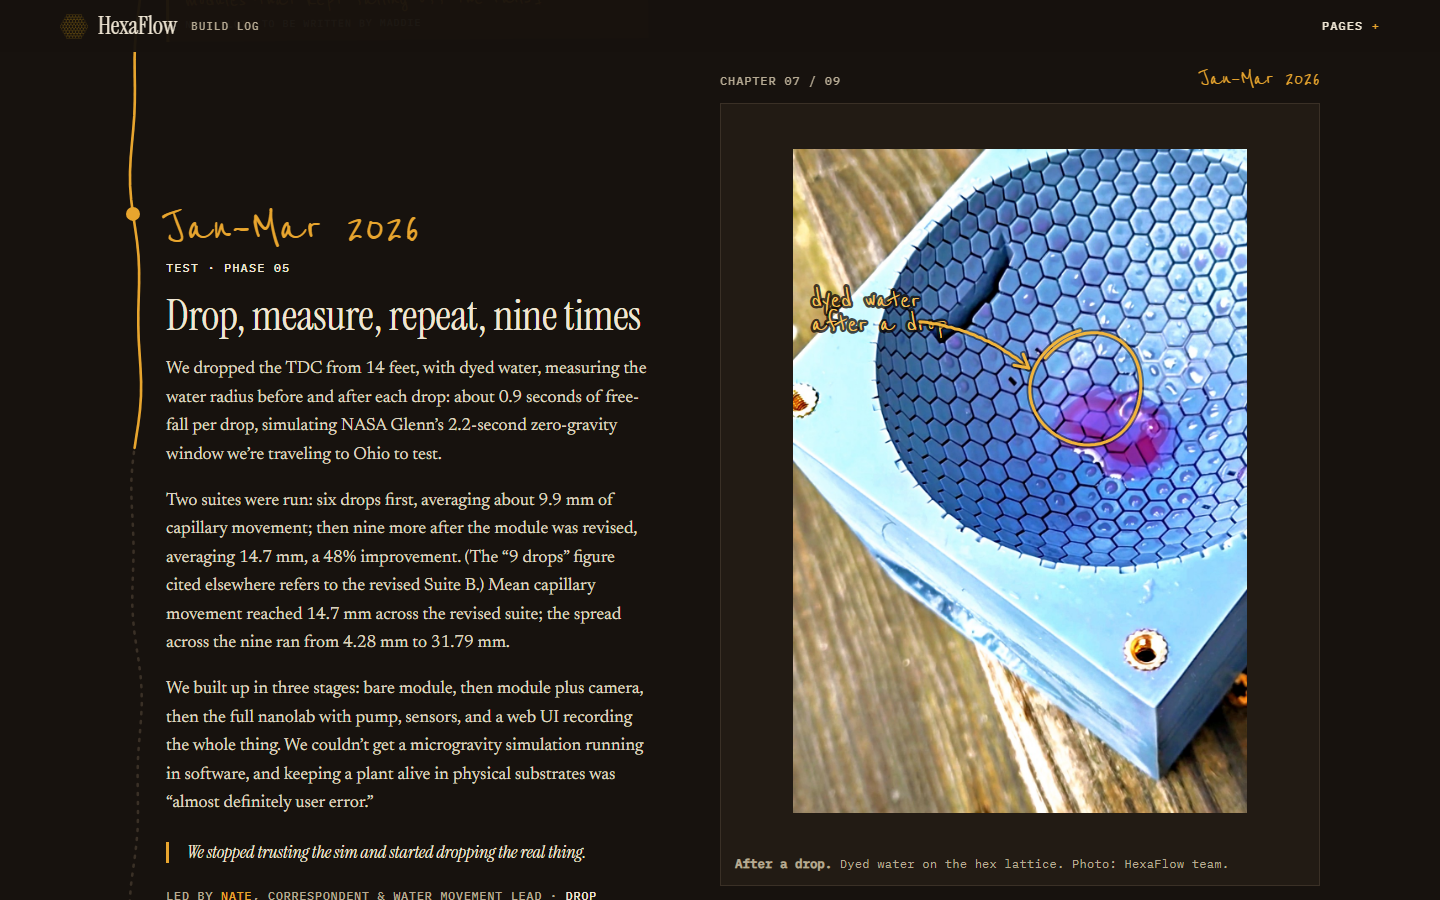 HexaFlow BUILD LOG
PAGES +
Jan-Mar 2026
TEST · PHASE 05
Drop, measure, repeat, nine times
We dropped the TDC from 14 feet, with dyed water, measuring the
water radius before and after each drop: about 0.9 seconds of free-
fall per drop, simulating NASA Glenn’s 2.2-second zero-gravity
window we’re traveling to Ohio to test.
Two suites were run: six drops first, averaging about 9.9 mm of
capillary movement; then nine more after the module was revised,
averaging 14.7 mm, a 48% improvement. (The “9 drops” figure
cited elsewhere refers to the revised Suite B.) Mean capillary
movement reached 14.7 mm across the revised suite; the spread
across the nine ran from 4.28 mm to 31.79 mm.
We built up in three stages: bare module, then module plus camera,
then the full nanolab with pump, sensors, and a web UI recording
the whole thing. We couldn’t get a microgravity simulation running
in software, and keeping a plant alive in physical substrates was
“almost definitely user error.”
We stopped trusting the sim and started dropping the real thing.
LED BY NATE, CORRESPONDENT & WATER MOVEMENT LEAD · DROP
CHAPTER 07 / 09
Jan-Mar 2026
dyed water
after a drop
After a drop. Dyed water on the hex lattice. Photo: HexaFlow team.